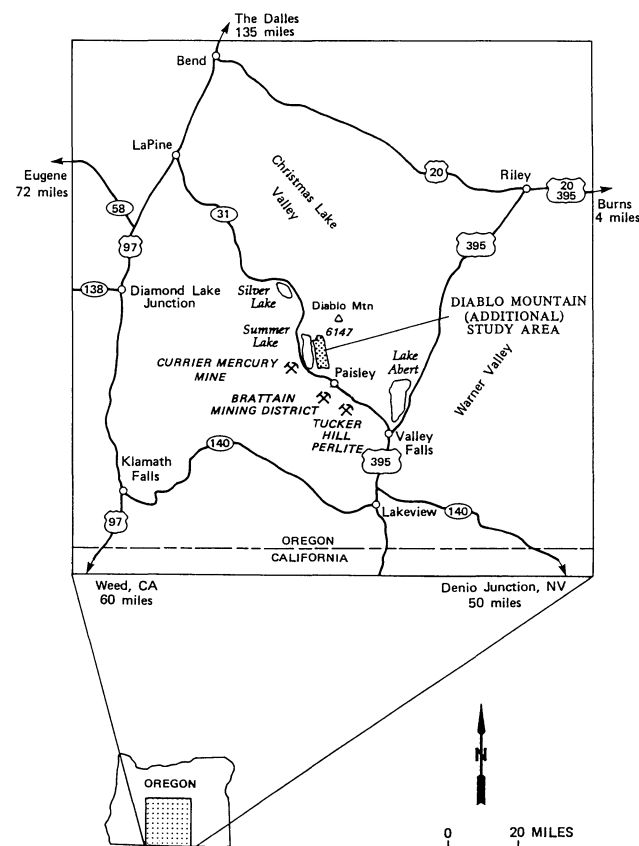 The Dalles
135 miles
Bend
LaPine
Eugene
72 miles
Christmas Lake
Valley
20
Riley
20
395
Burns
4 miles
58
31
97
395
138
Diamond Lake
Junction
Silver
Lake
Diablo Mtn
6147
DIABLO MOUNTAIN
(ADDITIONAL)
STUDY AREA
Summer
Lake
CURRIER MERCURY
MINE
Paisley
Lake
Abert
Warner Valley
BRATTAIN
MINING DISTRICT
TUCKER
HILL
PERLITE
Valley
Falls
140
395
Klamath
Falls
97
Lakeview
140
OREGON
CALIFORNIA
Weed, CA
60 miles
Denio Junction, NV
50 miles
N
OREGON
0 20 MILES